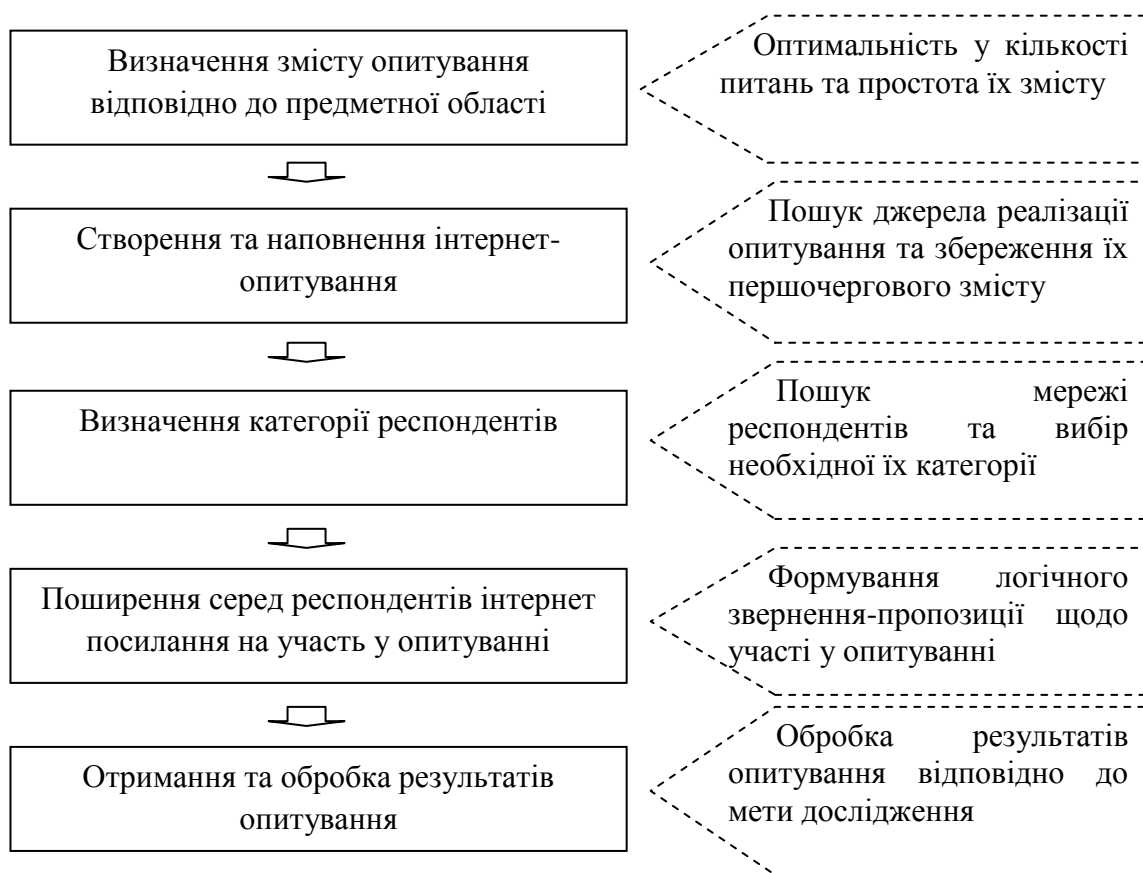 Визначення змісту опитування
відповідно до предметної області
Оптимальність у кількості
питань та простота їх змісту
Створення та наповнення інтернет-
опитування
Пошук джерела реалізації
опитування та збереження їх
першочергового змісту
Визначення категорії респондентів
Пошук мережі
респондентів та вибір
необхідної їх категорії
Поширення серед респондентів інтернет
посилання на участь у опитуванні
Формування логічного
звернення-пропозиції щодо
участі у опитуванні
Отримання та обробка результатів
опитування
Обробка результатів
опитування відповідно до
мети дослідження